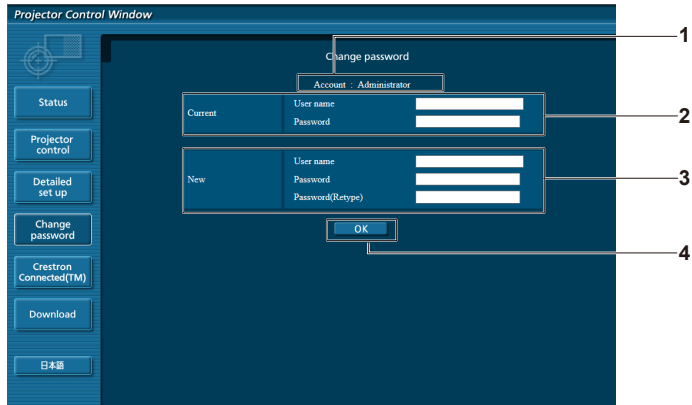 Projector Control Window
Change password
1
Account : Administrator
Status
Current
User name
Password
2
Projector
control
New
User name
Password
Password(Retype)
3
Detailed
set up
Change
password
OK
4
Crestron
Connected(TM)
Download
日本語